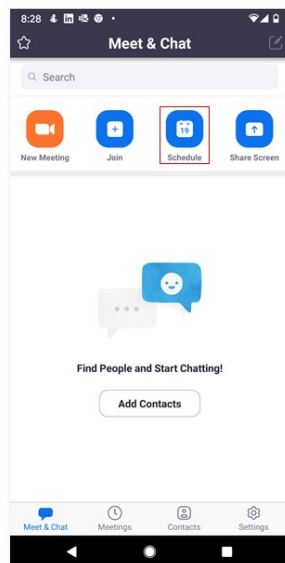 8:28
Meet & Chat
Search
New Meeting
Join
19
Schedule
Share Screen
Find People and Start Chatting!
Add Contacts
Meet & Chat
Meetings
Contacts
Settings